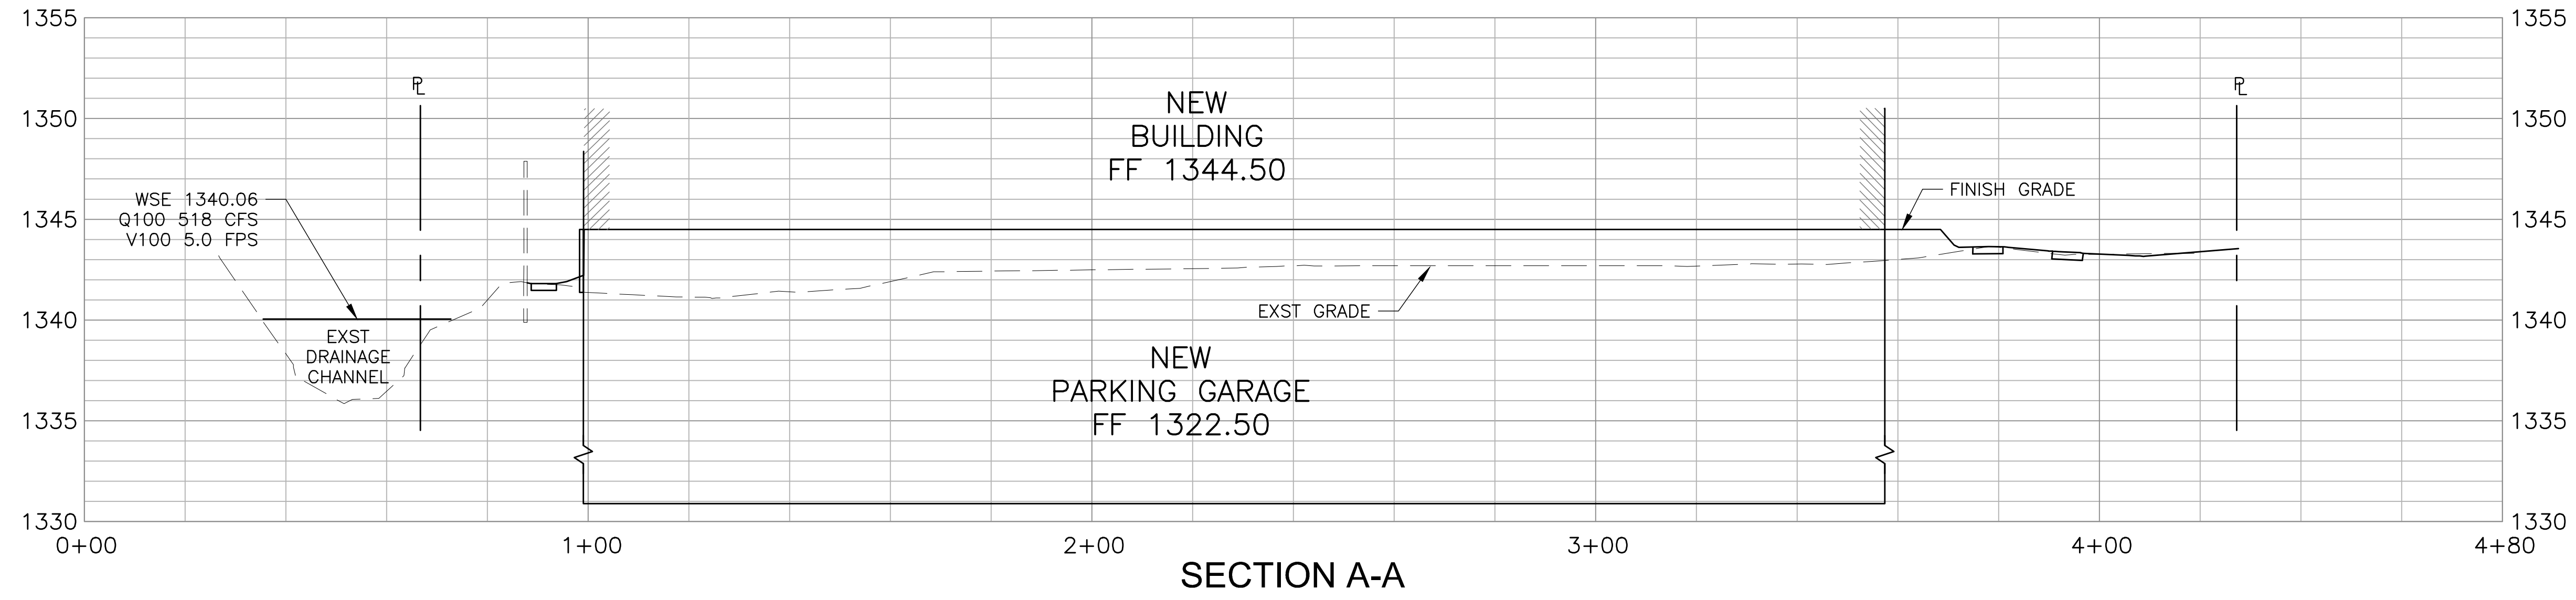 1355
1355
PL
PL
1350
NEW
BUILDING
FF 1344.50
1350
WSE 1340.06
Q100 518 CFS
V100 5.0 FPS
FINISH GRADE
1345
1345
EXST GRADE
1340
1340
EXST
DRAINAGE
CHANNEL
NEW
PARKING GARAGE
FF 1322.50
1335
1335
1330
1330
0+00 1+00 2+00 3+00 4+00 4+80
SECTION A-A